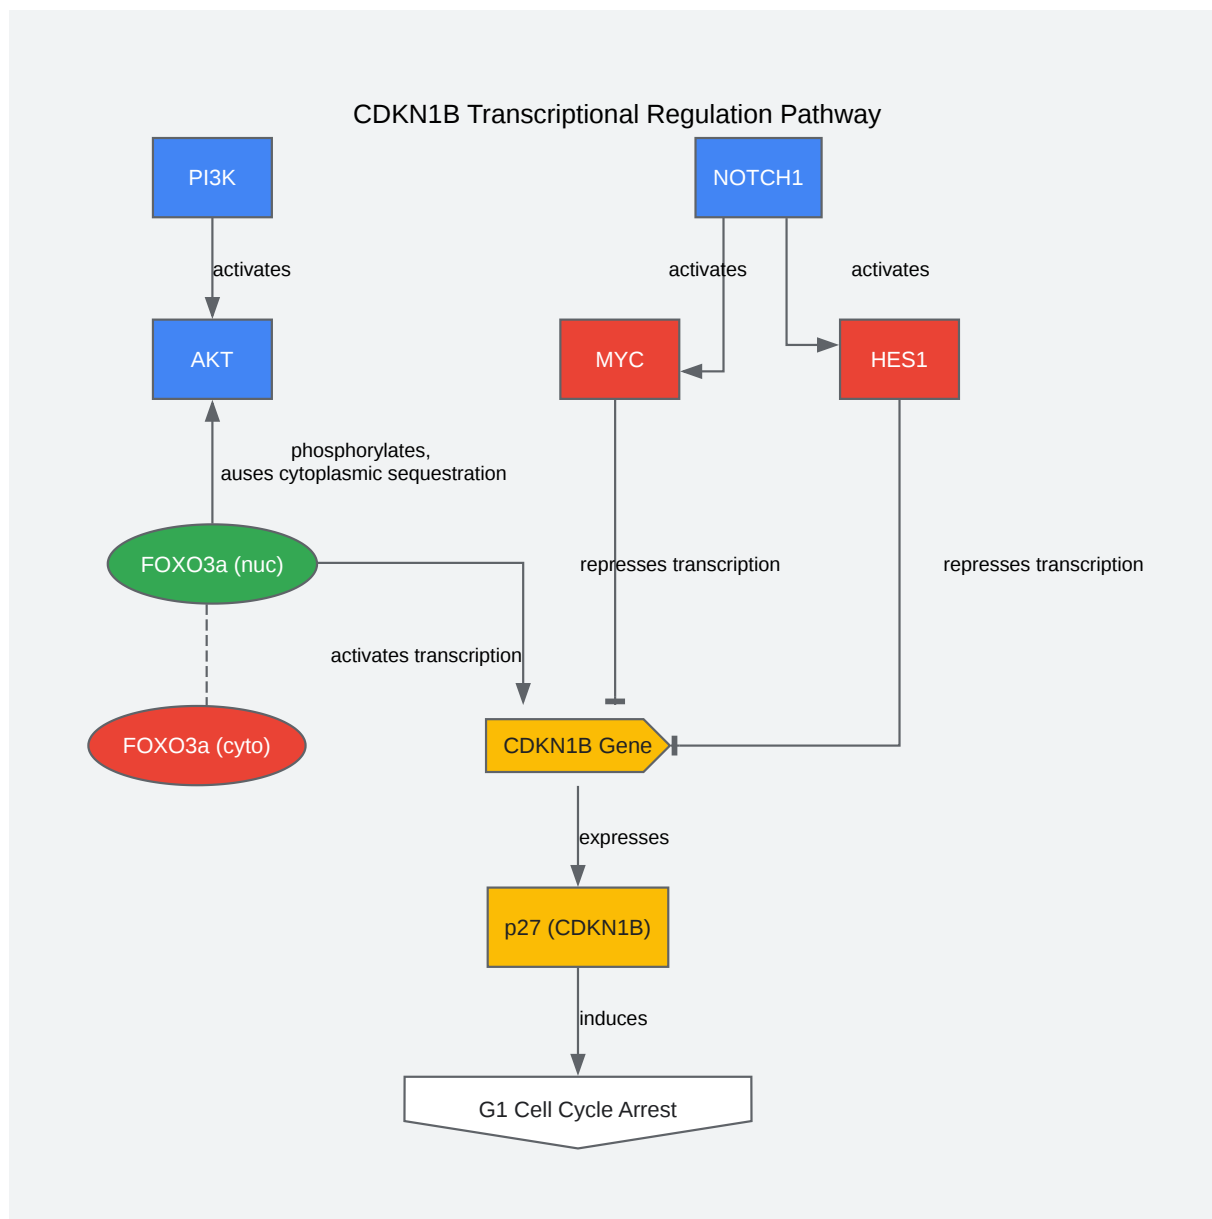 CDKN1B Transcriptional Regulation Pathway
PI3K
NOTCH1
activates
activates
activates
AKT
MYC
HES1
phosphorylates,
auses cytoplasmic sequestration
FOXO3a (nuc)
represses transcription
represses transcription
activates transcription
FOXO3a (cyto)
CDKN1B Gene
expresses
p27 (CDKN1B)
induces
G1 Cell Cycle Arrest